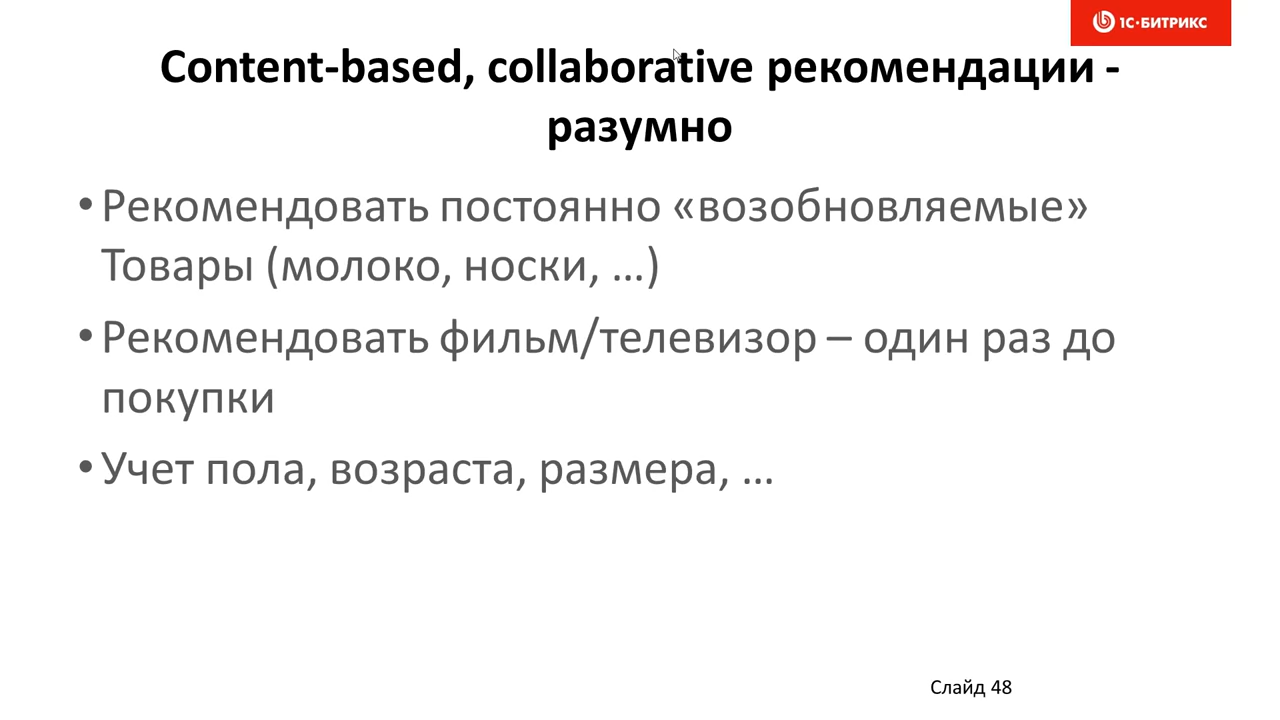 1С·БИТРИКС
Content-based, collaborative рекомендации -
разумно
• Рекомендовать постоянно «возобновляемые»
Товары (молоко, носки, …)
• Рекомендовать фильм/телевизор – один раз до
покупки
• Учет пола, возраста, размера, …
Слайд 48